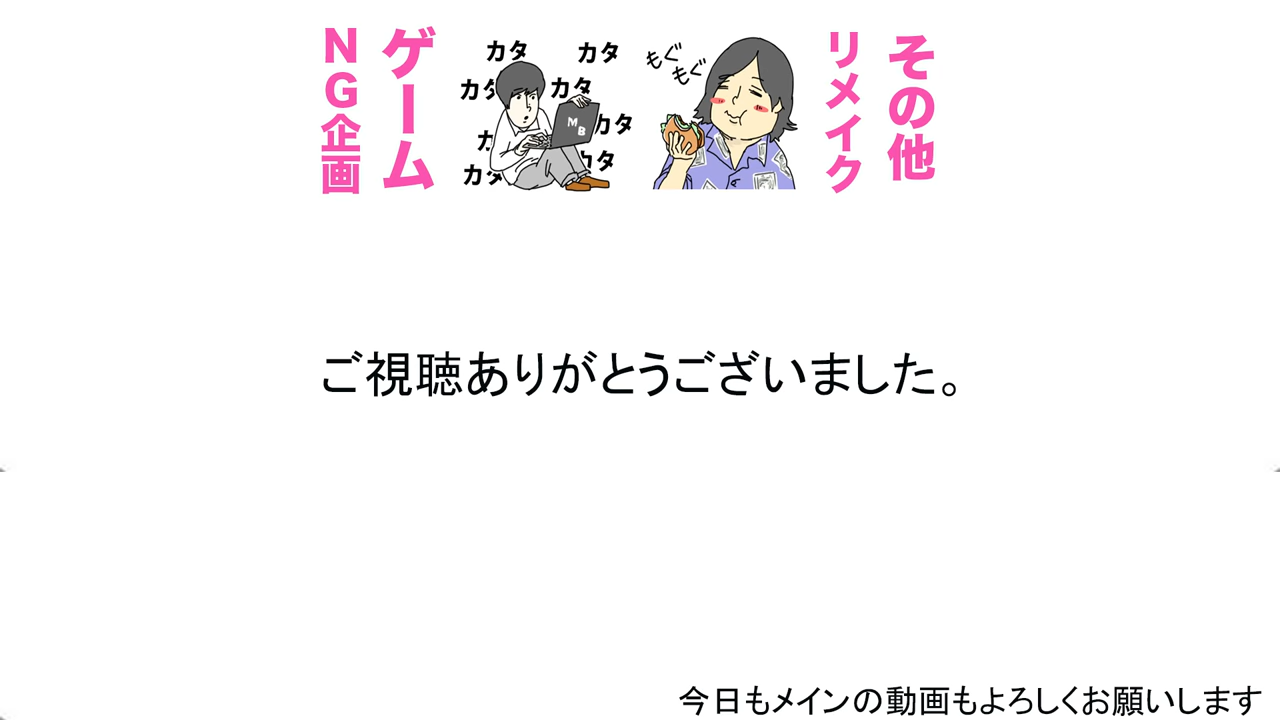 ゲーム
NG企画
カタ
カタ
カタ
カタ
カタ
カタ
もぐ
もぐ
MB
その他
リメイク
ご視聴ありがとうございました。
今日もメインの動画もよろしくお願いします